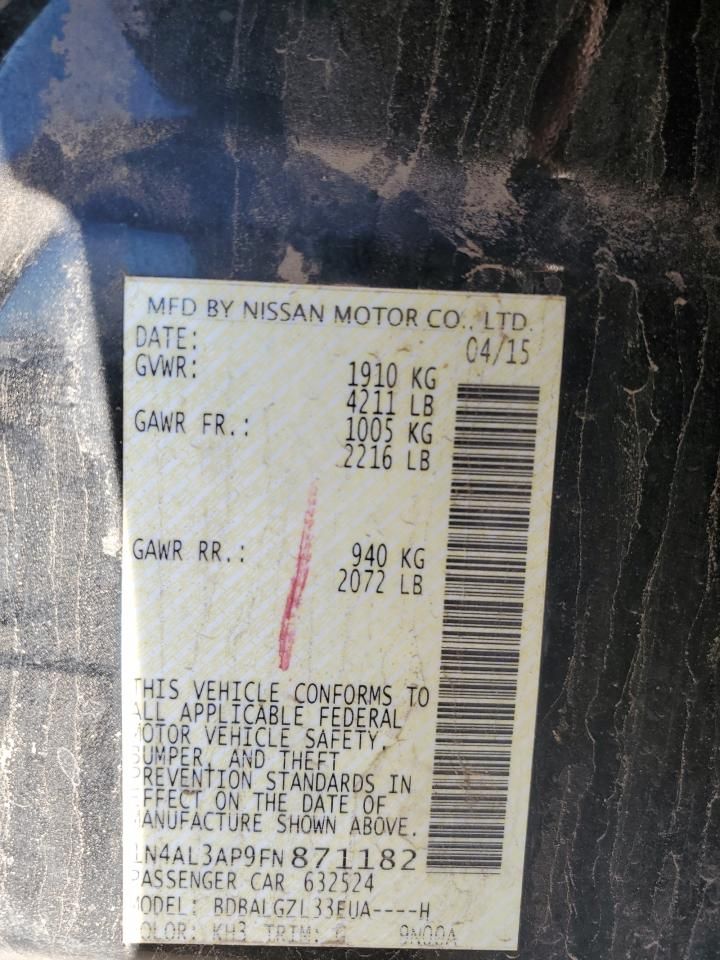 MFD BY NISSAN MOTOR CO., LTD.
DATE: 04/15
GVWR: 1910 KG
4211 LB
GAWR FR.: 1005 KG
2216 LB
GAWR RR.: 940 KG
2072 LB
THIS VEHICLE CONFORMS TO
ALL APPLICABLE FEDERAL
MOTOR VEHICLE SAFETY,
BUMPER, AND THEFT
PREVENTION STANDARDS IN
EFFECT ON THE DATE OF
MANUFACTURE SHOWN ABOVE.
1N4AL3AP9FN871182
PASSENGER CAR 632524
MODEL: BDBALGZL33EUA----H
COLOR: KH3 TRIM: G 9N00A